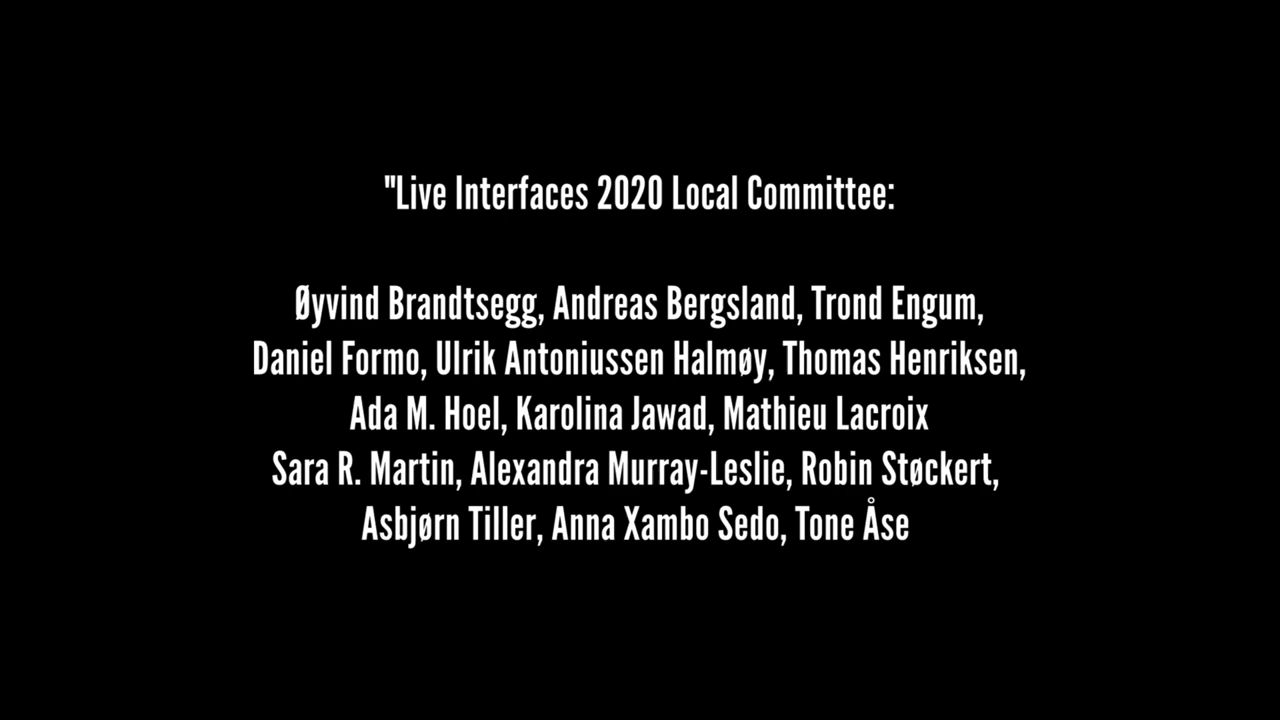 "Live Interfaces 2020 Local Committee:
Øyvind Brandtsegg, Andreas Bergsland, Trond Engum,
Daniel Formo, Ulrik Antoniussen Halmøy, Thomas Henriksen,
Ada M. Hoel, Karolina Jawad, Mathieu Lacroix
Sara R. Martin, Alexandra Murray-Leslie, Robin Støckert,
Asbjørn Tiller, Anna Xambo Sedo, Tone Åse